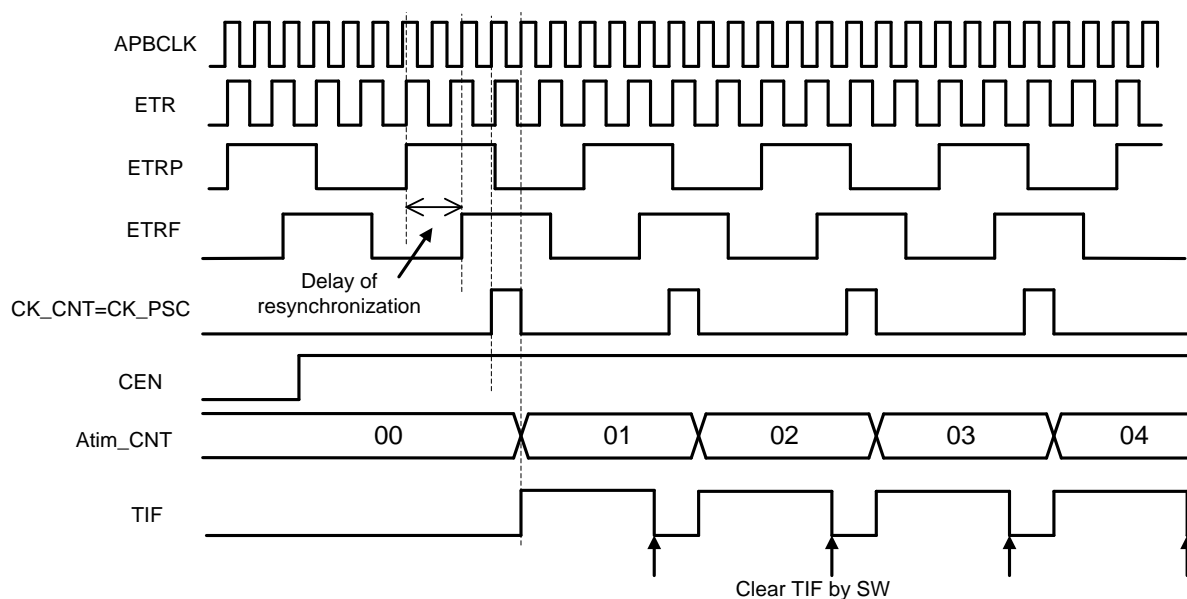 APBCLK
ETR
ETRP
ETRF
Delay of
resynchronization
CK_CNT=CK_PSC
CEN
Atim_CNT
00
01
02
03
04
TIF
Clear TIF by SW